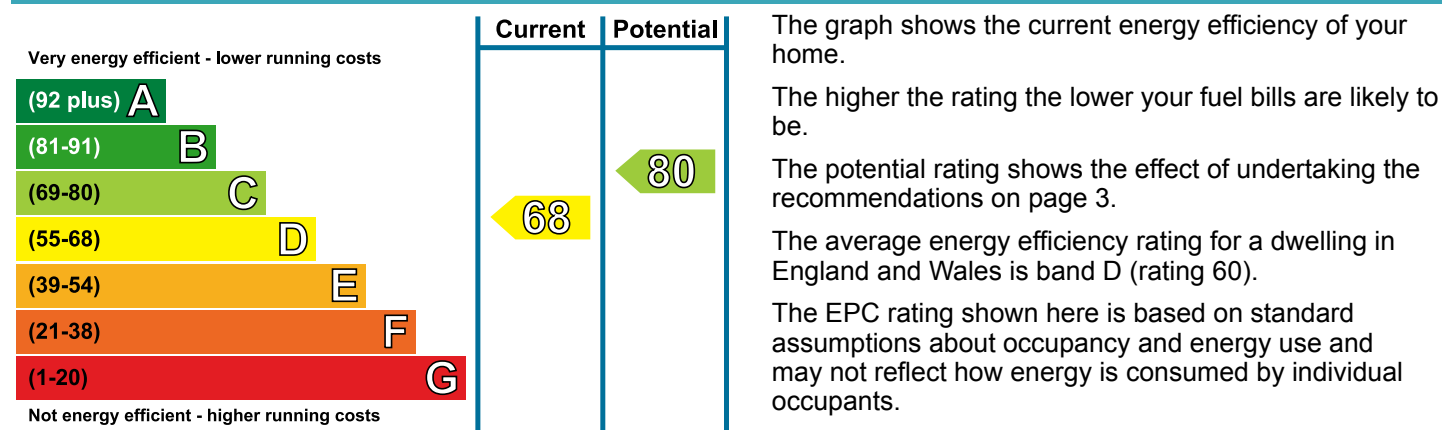 Current Potential
Very energy efficient - lower running costs
(92 plus) A
(81-91) B
(69-80) C
(55-68) D
(39-54) E
(21-38) F
(1-20) G
Not energy efficient - higher running costs
68
80
The graph shows the current energy efficiency of your
home.
The higher the rating the lower your fuel bills are likely to
be.
The potential rating shows the effect of undertaking the
recommendations on page 3.
The average energy efficiency rating for a dwelling in
England and Wales is band D (rating 60).
The EPC rating shown here is based on standard
assumptions about occupancy and energy use and
may not reflect how energy is consumed by individual
occupants.